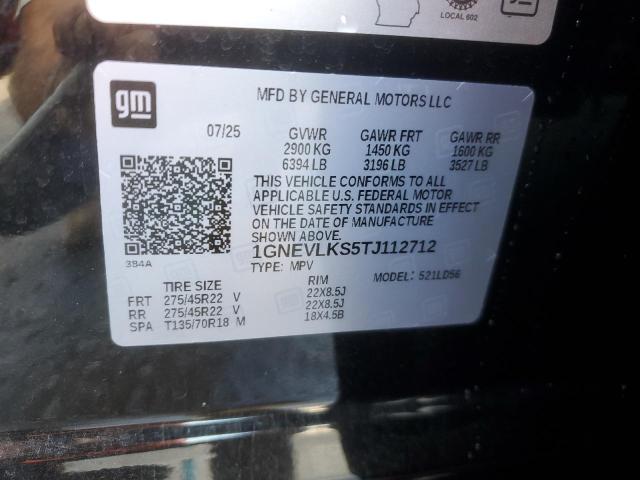 LOCAL 602
gm
MFD BY GENERAL MOTORS LLC
07/25 GVWR GAWR FRT GAWR RR
2900 KG 1450 KG 1600 KG
6394 LB 3196 LB 3527 LB
THIS VEHICLE CONFORMS TO ALL
APPLICABLE U.S. FEDERAL MOTOR
VEHICLE SAFETY STANDARDS IN EFFECT
ON THE DATE OF MANUFACTURE
SHOWN ABOVE.
384A 1GNEVLKS5TJ112712
TYPE: MPV MODEL: 521LD56
TIRE SIZE RIM
FRT 275/45R22 V 22X8.5J
RR 275/45R22 V 22X8.5J
SPA T135/70R18 M 18X4.5B